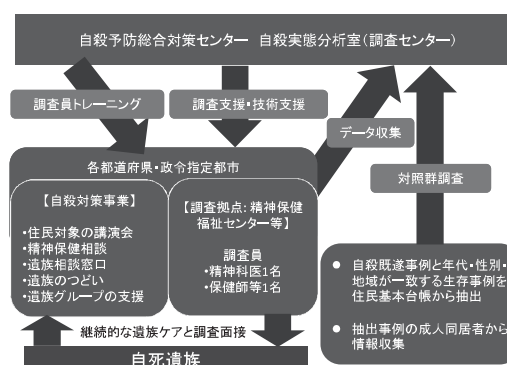 自殺予防総合対策センター 自殺実態分析室（調査センター）
調査員トレーニング
調査支援・技術支援
データ収集
対照群調査
各都道府県・政令指定都市
【自殺対策事業】
・住民対象の講演会
・精神保健相談
・遺族相談窓口
・遺族のつどい
・遺族グループの支援
【調査拠点：精神保健
福祉センター等】
調査員
・精神科医1名
・保健師等1名
● 自殺既遂事例と年代・性別・
地域が一致する生存事例を
住民基本台帳から抽出
● 抽出事例の成人同居者から
情報収集
継続的な遺族ケアと調査面接
自死遺族